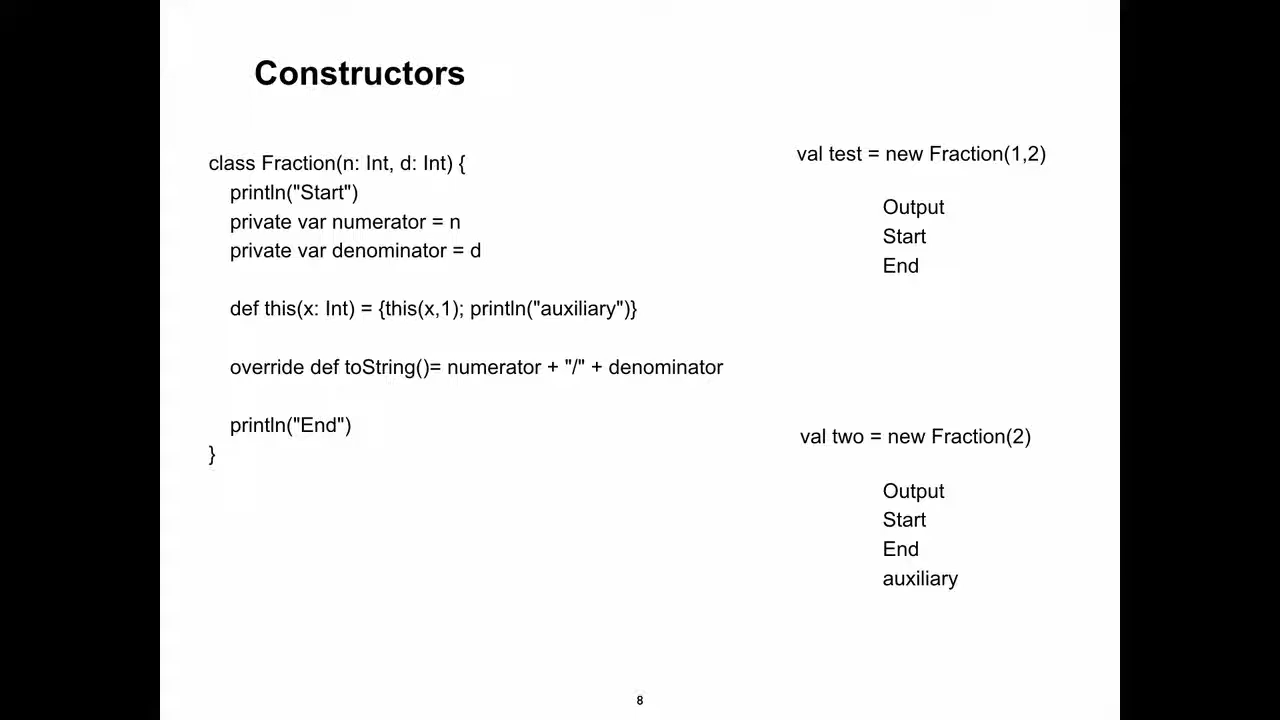 Constructors
class Fraction(n: Int, d: Int) {
println("Start")
private var numerator = n
private var denominator = d
def this(x: Int) = {this(x,1); println("auxiliary")}
override def toString()= numerator + "/" + denominator
println("End")
}
val test = new Fraction(1,2)
Output
Start
End
val two = new Fraction(2)
Output
Start
End
auxiliary
8